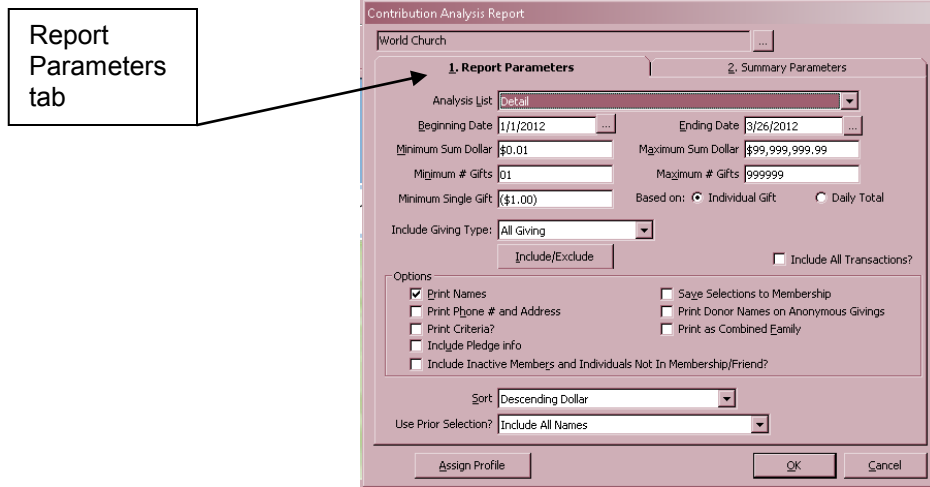 Report
Parameters
tab
Contribution Analysis Report
World Church
...
1. Report Parameters
2. Summary Parameters
Analysis List Detail
Beginning Date 1/1/2012 ... Ending Date 3/26/2012 ...
Minimum Sum Dollar $0.01 Maximum Sum Dollar $99,999,999.99
Minimum # Gifts 01 Maximum # Gifts 999999
Minimum Single Gift ($1.00) Based on: Individual Gift Daily Total
Include Giving Type: All Giving
Include/Exclude Include All Transactions?
Options
Print Names Save Selections to Membership
Print Phone # and Address Print Donor Names on Anonymous Givings
Print Criteria? Print as Combined Family
Include Pledge info
Include Inactive Members and Individuals Not In Membership/Friend?
Sort Descending Dollar
Use Prior Selection? Include All Names
Assign Profile OK Cancel